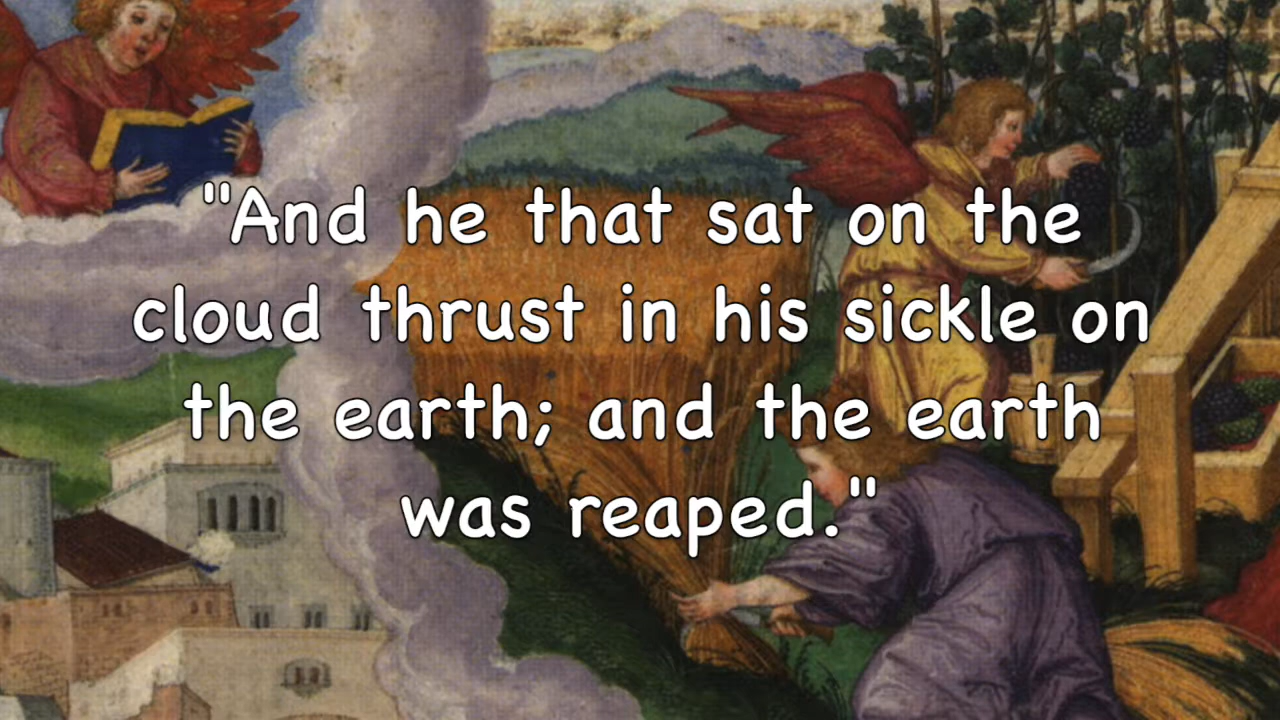 "And he that sat on the
cloud thrust in his sickle on
the earth; and the earth
was reaped."